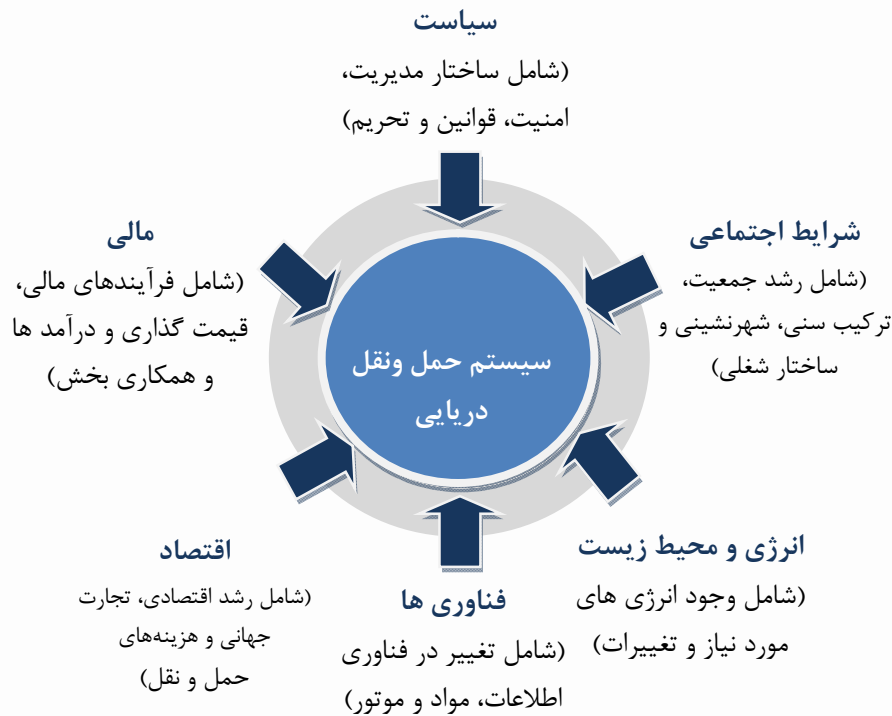 سیاست
(شامل ساختار مدیریت،
امنیت، قوانین و تحریم)
شرایط اجتماعی
(شامل رشد جمعیت،
ترکیب سنی، شهرنشینی و
ساختار شغلی)
مالی
(شامل فرآیندهای مالی،
قیمت گذاری و درآمد ها
و همکاری بخش)
سیستم حمل ونقل
دریایی
انرژی و محیط زیست
(شامل وجود انرژی های
مورد نیاز و تغییرات)
فناوری ها
(شامل تغییر در فناوری
اطلاعات، مواد و موتور)
اقتصاد
(شامل رشد اقتصادی، تجارت
جهانی و هزینه‌های
حمل و نقل)